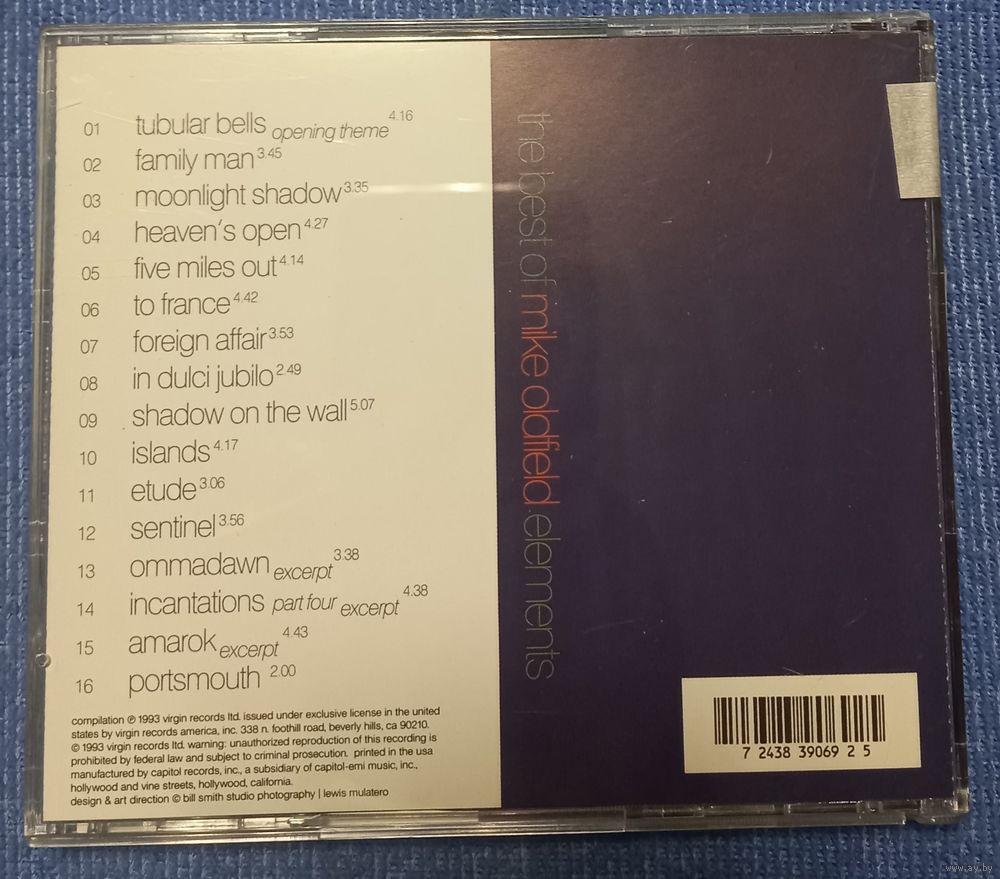 01 tubular bells opening theme 4.16
02 family man 3.45
03 moonlight shadow 3.35
04 heaven's open 4.27
05 five miles out 4.14
06 to france 4.42
07 foreign affair 3.53
08 in dulci jubilo 2.49
09 shadow on the wall 5.07
10 islands 4.17
11 etude 3.06
12 sentinel 3.56
13 ommadawn excerpt 3.38
14 incantations part four excerpt 4.38
15 amarok excerpt 4.43
16 portsmouth 2.00
compilation ℗ 1993 virgin records ltd. issued under exclusive license in the united
states by virgin records america, inc. 338 n. foothill road, beverly hills, ca 90210.
© 1993 virgin records ltd. warning: unauthorized reproduction of this recording is
prohibited by federal law and subject to criminal prosecution. printed in the usa
manufactured by capitol records, inc., a subsidiary of capitol-emi music, inc.,
hollywood and vine streets, hollywood, california.
design & art direction © bill smith studio photography | lewis mulatero
the best of mike oldfield.elements
7 24383 9069 2 5
www.ay.by